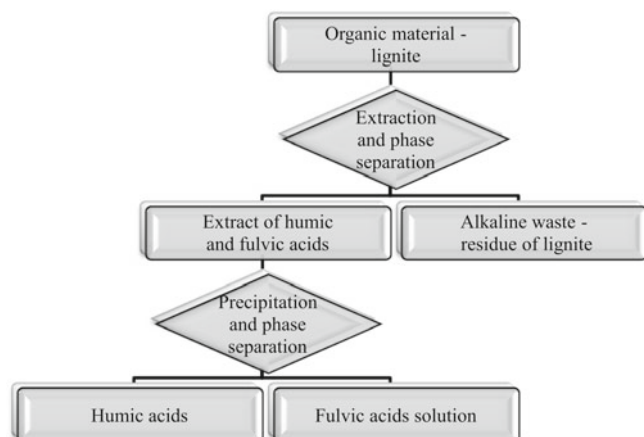 Organic material -
lignite
Extraction
and phase
separation
Extract of humic
and fulvic acids
Alkaline waste -
residue of lignite
Precipitation
and phase
separation
Humic acids
Fulvic acids solution